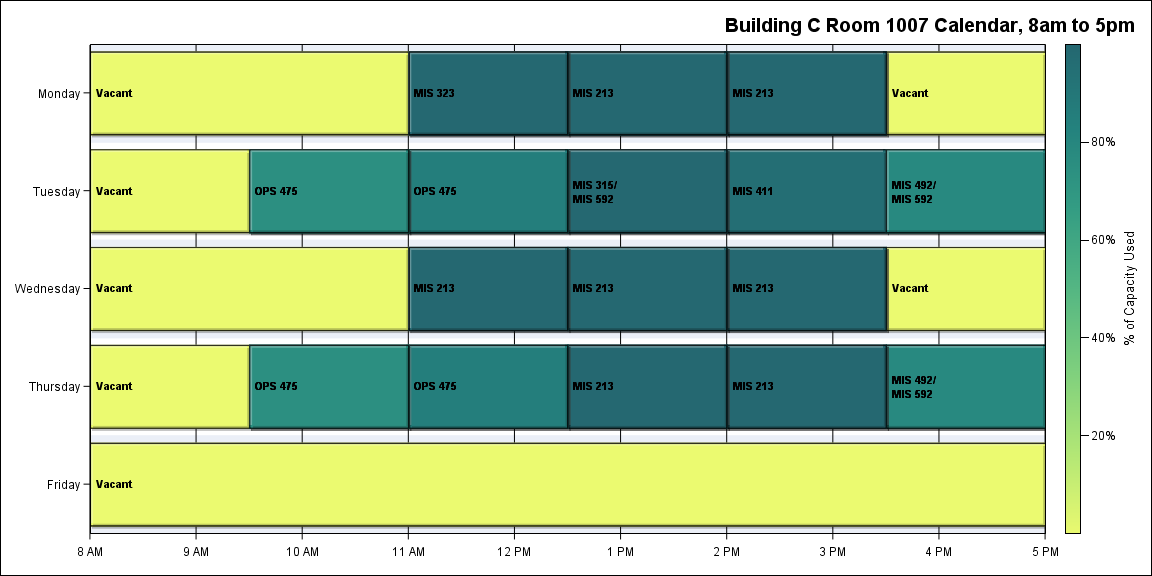 Building C Room 1007 Calendar, 8am to 5pm
Monday
Vacant
MIS 323
MIS 213
MIS 213
Vacant
Tuesday
Vacant
OPS 475
OPS 475
MIS 315/
MIS 592
MIS 411
MIS 492/
MIS 592
Wednesday
Vacant
MIS 213
MIS 213
MIS 213
Vacant
Thursday
Vacant
OPS 475
OPS 475
MIS 213
MIS 213
MIS 492/
MIS 592
Friday
Vacant
8 AM
9 AM
10 AM
11 AM
12 PM
1 PM
2 PM
3 PM
4 PM
5 PM
80%
60%
40%
20%
% of Capacity Used